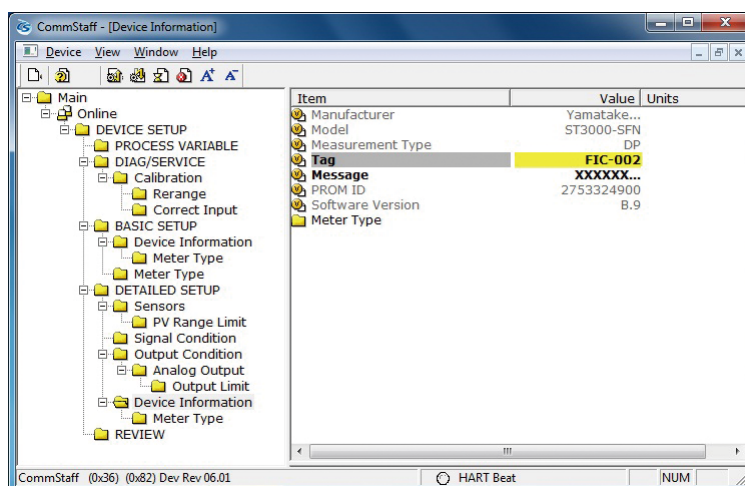 CommStaff - [Device Information]
Device View Window Help
Main
Online
DEVICE SETUP
PROCESS VARIABLE
DIAG/SERVICE
Calibration
Rerange
Correct Input
BASIC SETUP
Device Information
Meter Type
Meter Type
DETAILED SETUP
Sensors
PV Range Limit
Signal Condition
Output Condition
Analog Output
Output Limit
Device Information
Meter Type
REVIEW
Item Value Units
Manufacturer Yamatake...
Model ST3000-SFN
Measurement Type DP
Tag FIC-002
Message XXXXXX...
PROM ID 2753324900
Software Version B.9
Meter Type
CommStaff (0x36) (0x82) Dev Rev 06.01 HART Beat NUM